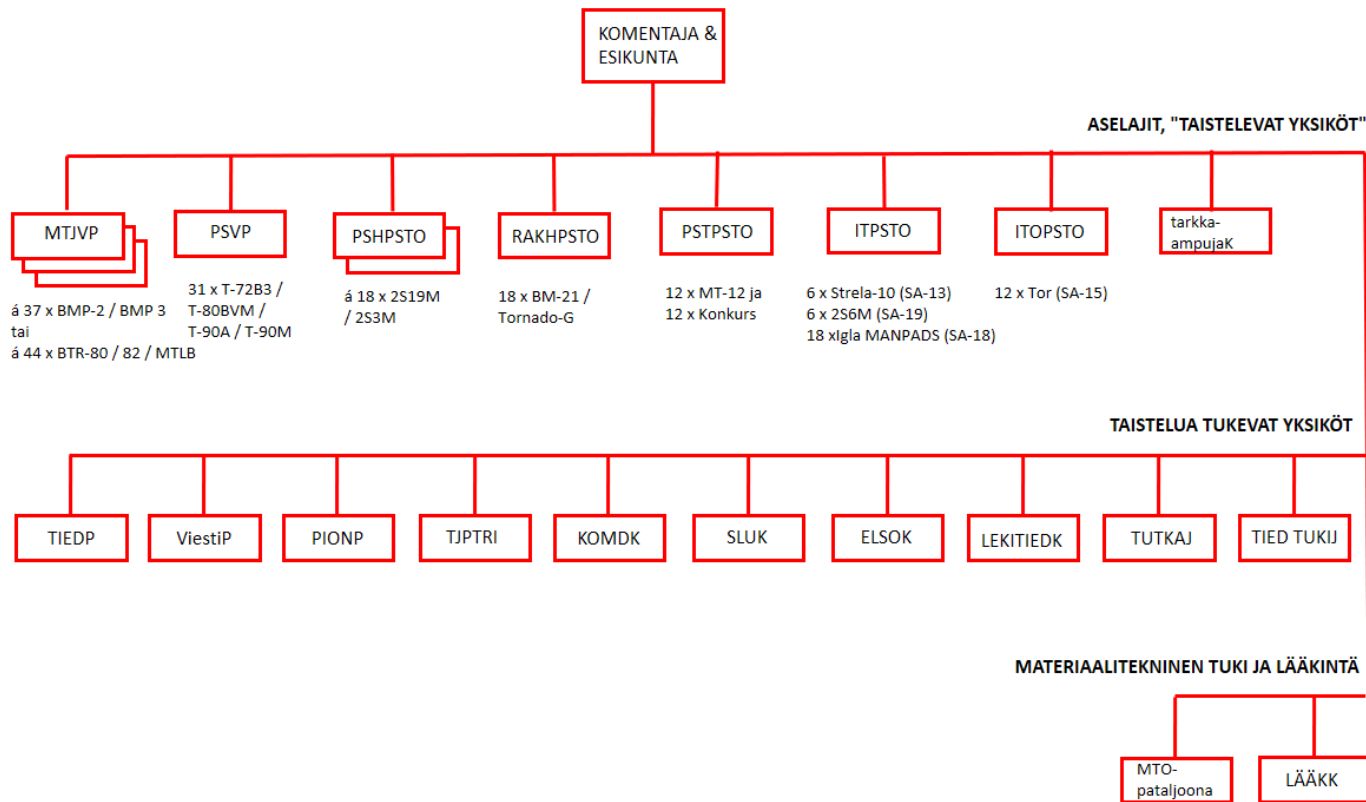 KOMENTAJA &
ESIKUNTA
ASELAJIT, "TAISTELEVAT YKSIKÖT"
MTJVP
PSVP
PSHPSTO
RAKHPSTO
PSTPSTO
ITPSTO
ITOPSTO
tarkka-
ampujaK
á 37 x BMP-2 / BMP 3
tai
á 44 x BTR-80 / 82 / MTLB
31 x T-72B3 /
T-80BVM /
T-90A / T-90M
á 18 x 2S19M
/ 2S3M
18 x BM-21 /
Tornado-G
12 x MT-12 ja
12 x Konkurs
6 x Strela-10 (SA-13)
6 x 2S6M (SA-19)
18 xIgla MANPADS (SA-18)
12 x Tor (SA-15)
TAISTELUA TUKEVAT YKSIKÖT
TIEDP
ViestiP
PIONP
TJPTRI
KOMDK
SLUK
ELSOK
LEKITIEDK
TUTKAJ
TIED TUKIJ
MATERIAALITEKNINEN TUKI JA LÄÄKINTÄ
MTO-
pataljoona
LÄÄKK